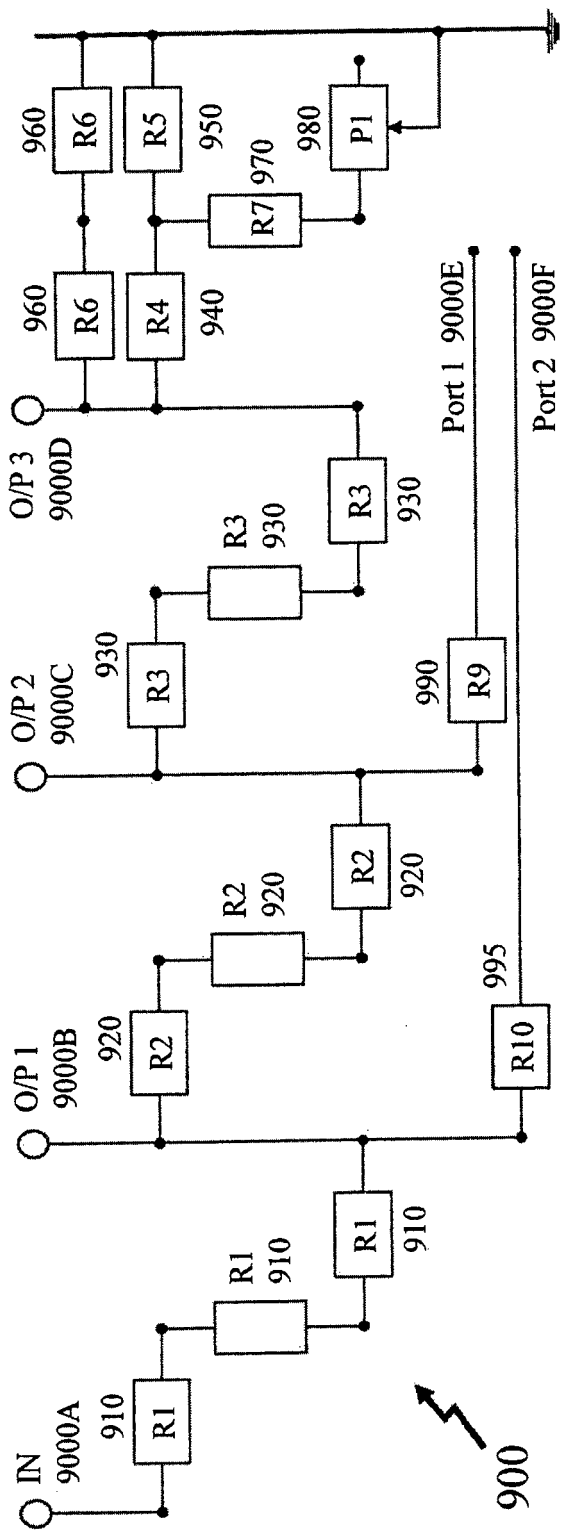 IN
9000A
910
R1
R1
910
R1
910
O/P 1
9000B
920
R2
R2
920
R2
920
995
R10
O/P 2
9000C
930
R3
R3
930
R3
930
990
R9
O/P 3
9000D
960
R6
960
R6
R4
940
R5
950
970
R7
980
P1
Port 1 9000E
Port 2 9000F
900